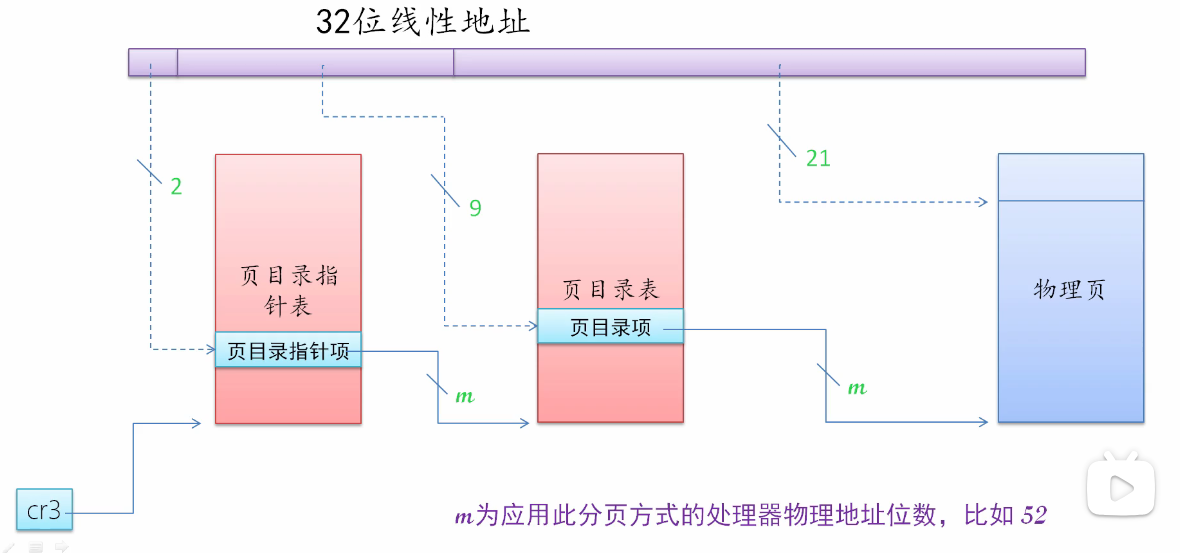 32位线性地址
2
9
21
页目录指
针表
页目录指针项
页目录表
页目录项
物理页
m
m
cr3
m为应用此分页方式的处理器物理地址位数，比如 52